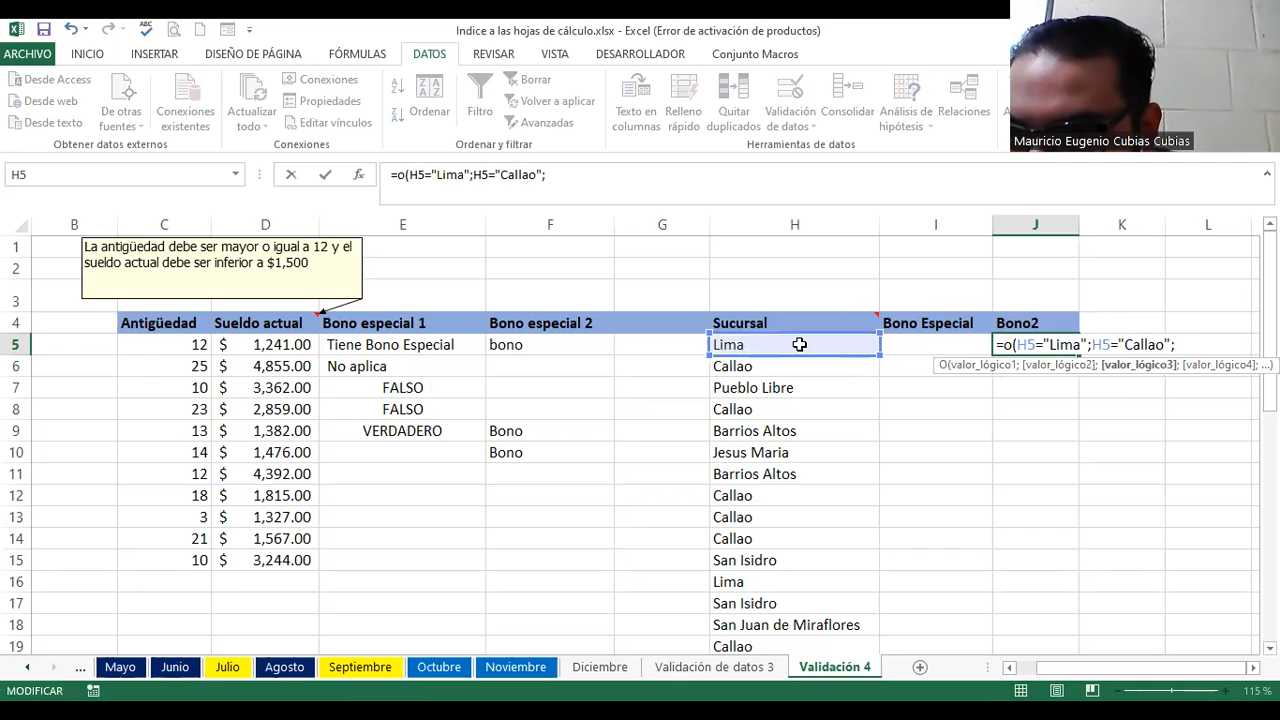 Indice a las hojas de cálculo.xlsx - Excel (Error de activación de productos)
ARCHIVO INICIO INSERTAR DISEÑO DE PÁGINA FÓRMULAS DATOS REVISAR VISTA DESARROLLADOR Conjunto Macros
Desde Access
Desde web
Desde texto
De otras fuentes
Conexiones existentes
Obtener datos externos
Actualizar todo
Conexiones
Propiedades
Editar vínculos
Conexiones
Ordenar
Filtro
Borrar
Volver a aplicar
Avanzadas
Ordenar y filtrar
Texto en columnas
Relleno rápido
Quitar duplicados
Validación de datos
Consolidar
Análisis de hipótesis
Relaciones
Herramientas de datos
Mauricio Eugenio Cubias Cubias
H5 =o(H5="Lima";H5="Callao";
B C D E F G H I J K L
1
2
3
La antigüedad debe ser mayor o igual a 12 y el
sueldo actual debe ser inferior a $1,500
4 Antigüedad Sueldo actual Bono especial 1 Bono especial 2 Sucursal Bono Especial Bono2
5 12 $ 1,241.00 Tiene Bono Especial bono Lima =o(H5="Lima";H5="Callao";
O(valor_lógico1; [valor_lógico2]; [valor_lógico3]; [valor_lógico4]; ...)
6 25 $ 4,855.00 No aplica Callao
7 10 $ 3,362.00 FALSO Pueblo Libre
8 23 $ 2,859.00 FALSO Callao
9 13 $ 1,382.00 VERDADERO Bono Barrios Altos
10 14 $ 1,476.00 Bono Jesus Maria
11 12 $ 4,392.00 Barrios Altos
12 18 $ 1,815.00 Callao
13 3 $ 1,327.00 Callao
14 21 $ 1,567.00 Callao
15 10 $ 3,244.00 San Isidro
16 Lima
17 San Isidro
18 San Juan de Miraflores
19 Callao
... Mayo Junio Julio Agosto Septiembre Octubre Noviembre Diciembre Validación de datos 3 Validación 4
MODIFICAR 115 %